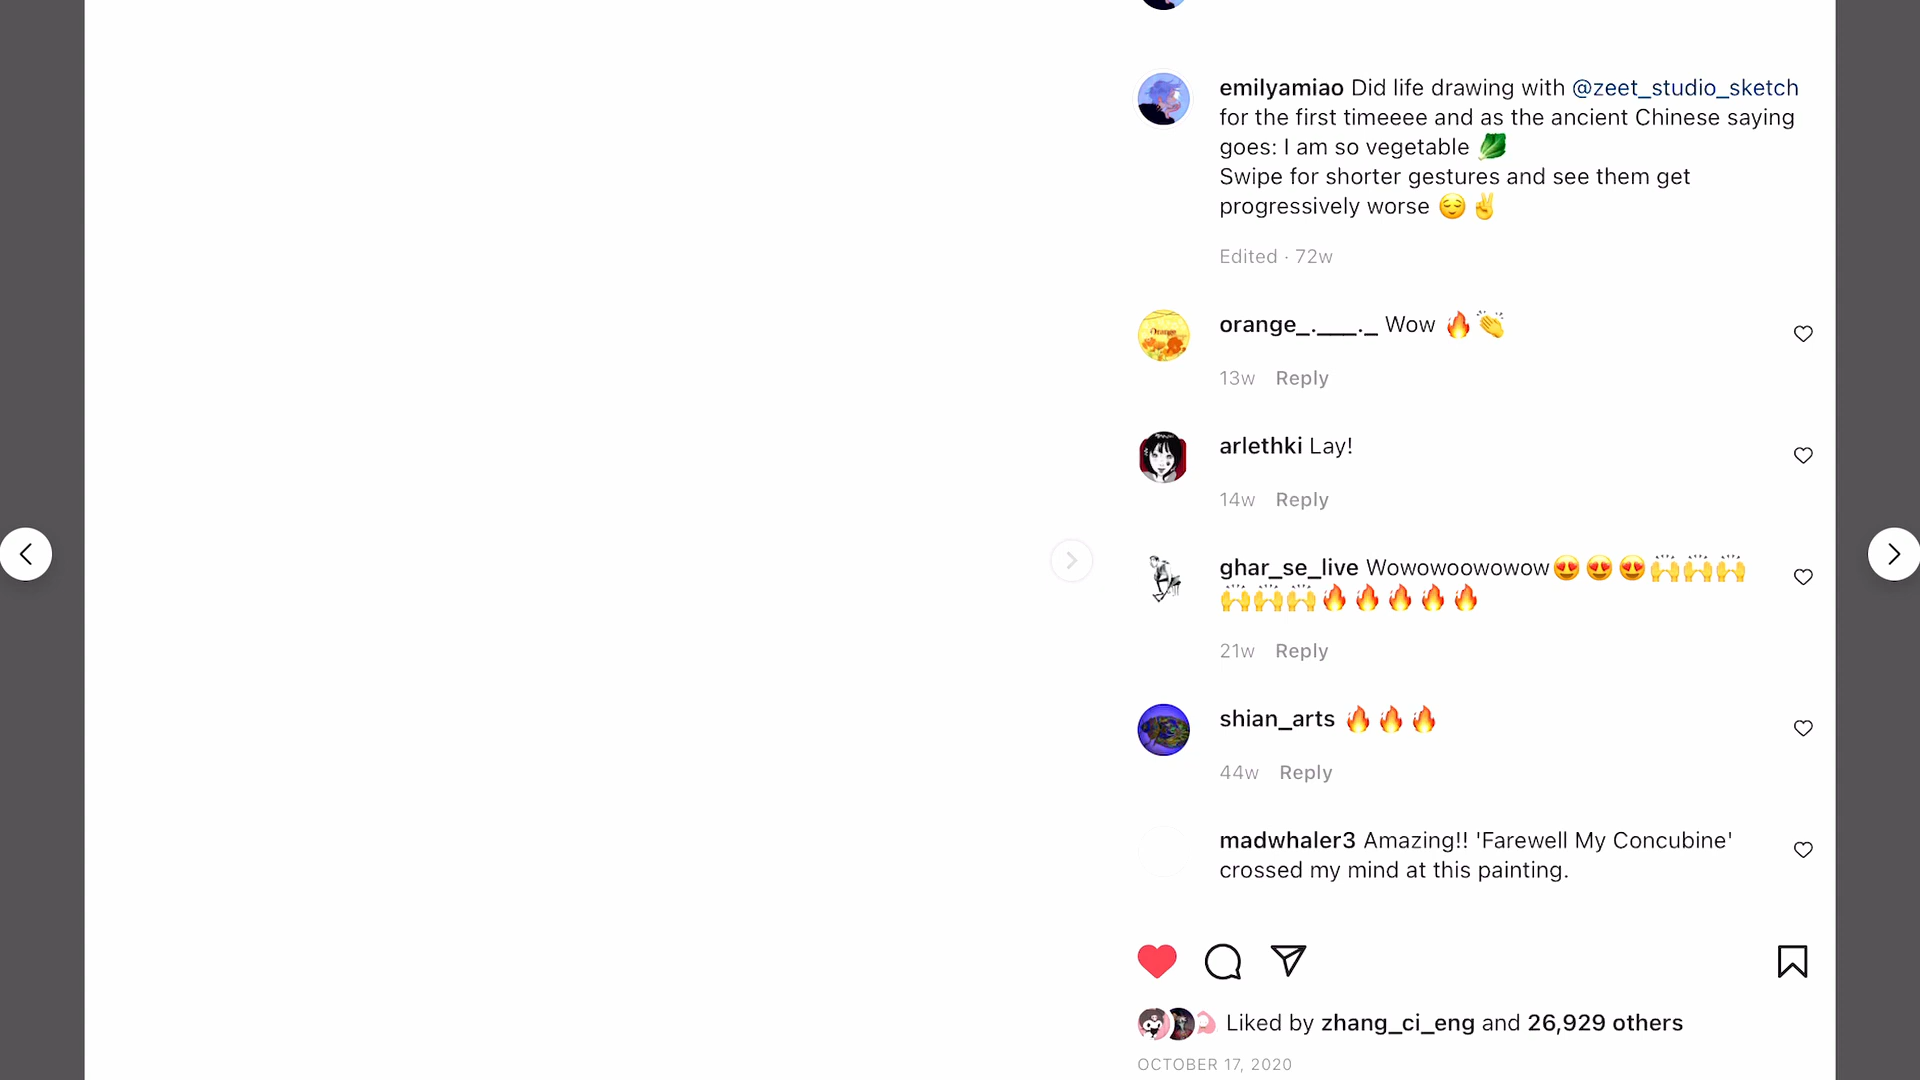 emilyamiao Did life drawing with @zeet_studio_sketch
for the first timeeee and as the ancient Chinese saying
goes: I am so vegetable 🥬
Swipe for shorter gestures and see them get
progressively worse 😌✌️
Edited · 72w
orange_.___._ Wow 🔥👏
13w Reply
arlethki Lay!
14w Reply
ghar_se_live Wowowoowowow😍😍😍🙌🙌🙌
🙌🙌🙌🔥🔥🔥🔥🔥
21w Reply
shian_arts 🔥🔥🔥
44w Reply
madwhaler3 Amazing!! 'Farewell My Concubine'
crossed my mind at this painting.
Liked by zhang_ci_eng and 26,929 others
OCTOBER 17, 2020